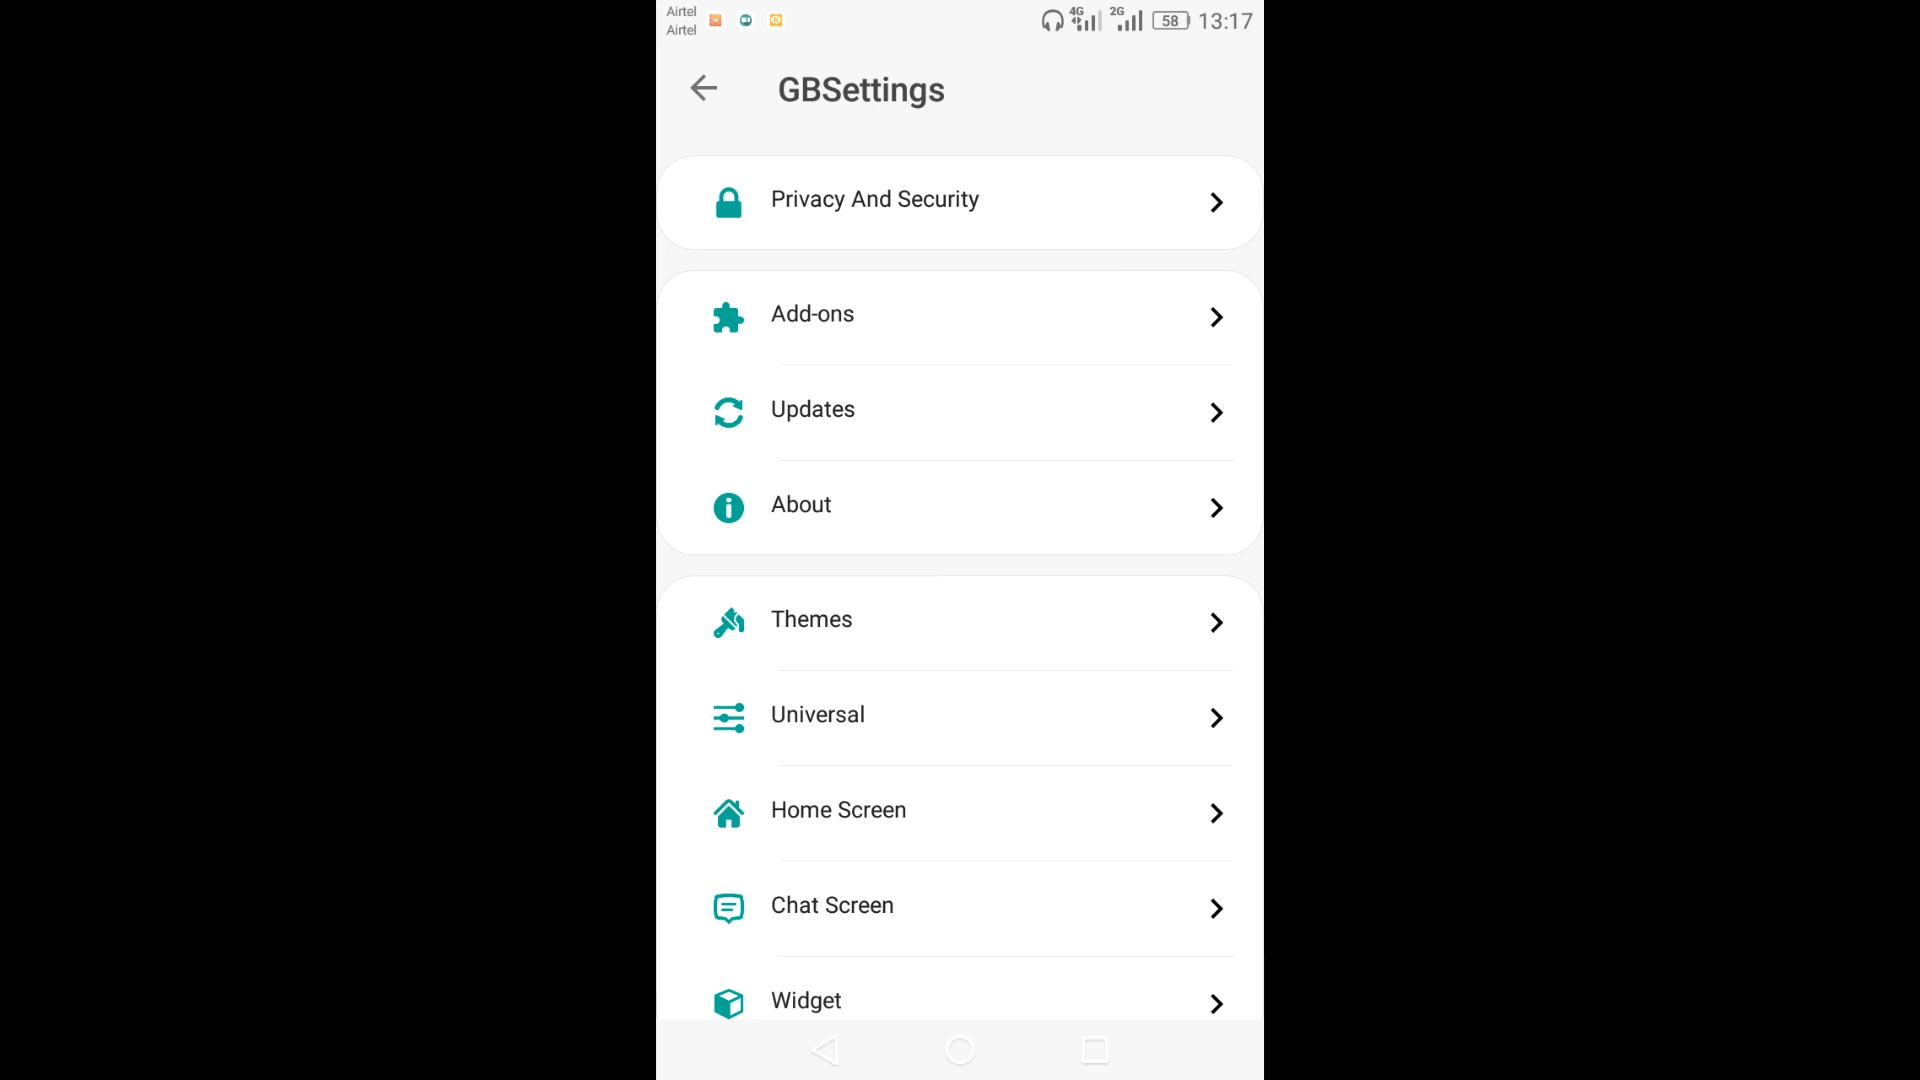 Airtel
Airtel
4G 2G 58 13:17
GBSettings
Privacy And Security
Add-ons
Updates
About
Themes
Universal
Home Screen
Chat Screen
Widget